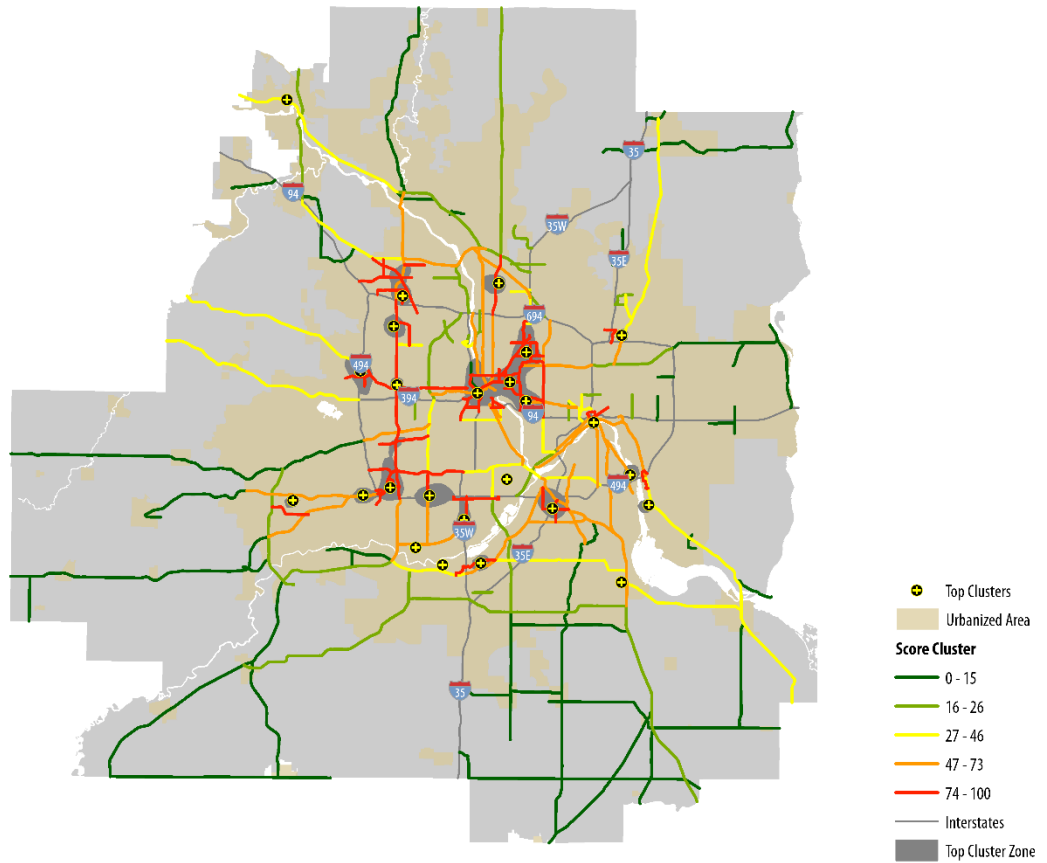 35
94
35W
35E
694
494
394
94
494
35W
35E
35
Top Clusters
Urbanized Area
Score Cluster
0 - 15
16 - 26
27 - 46
47 - 73
74 - 100
Interstates
Top Cluster Zone